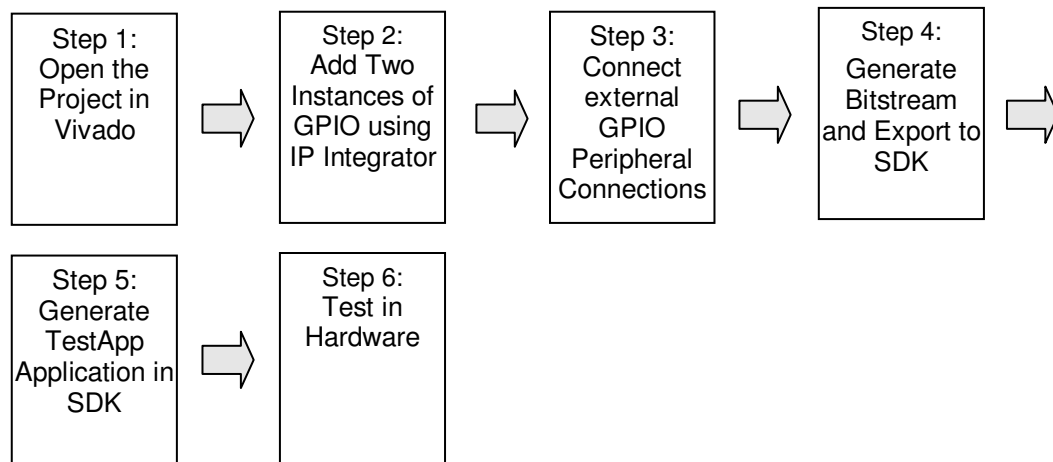 Step 1:
Open the
Project in
Vivado
Step 2:
Add Two
Instances of
GPIO using
IP Integrator
Step 3:
Connect
external
GPIO
Peripheral
Connections
Step 4:
Generate
Bitstream
and Export to
SDK
Step 5:
Generate
TestApp
Application in
SDK
Step 6:
Test in
Hardware